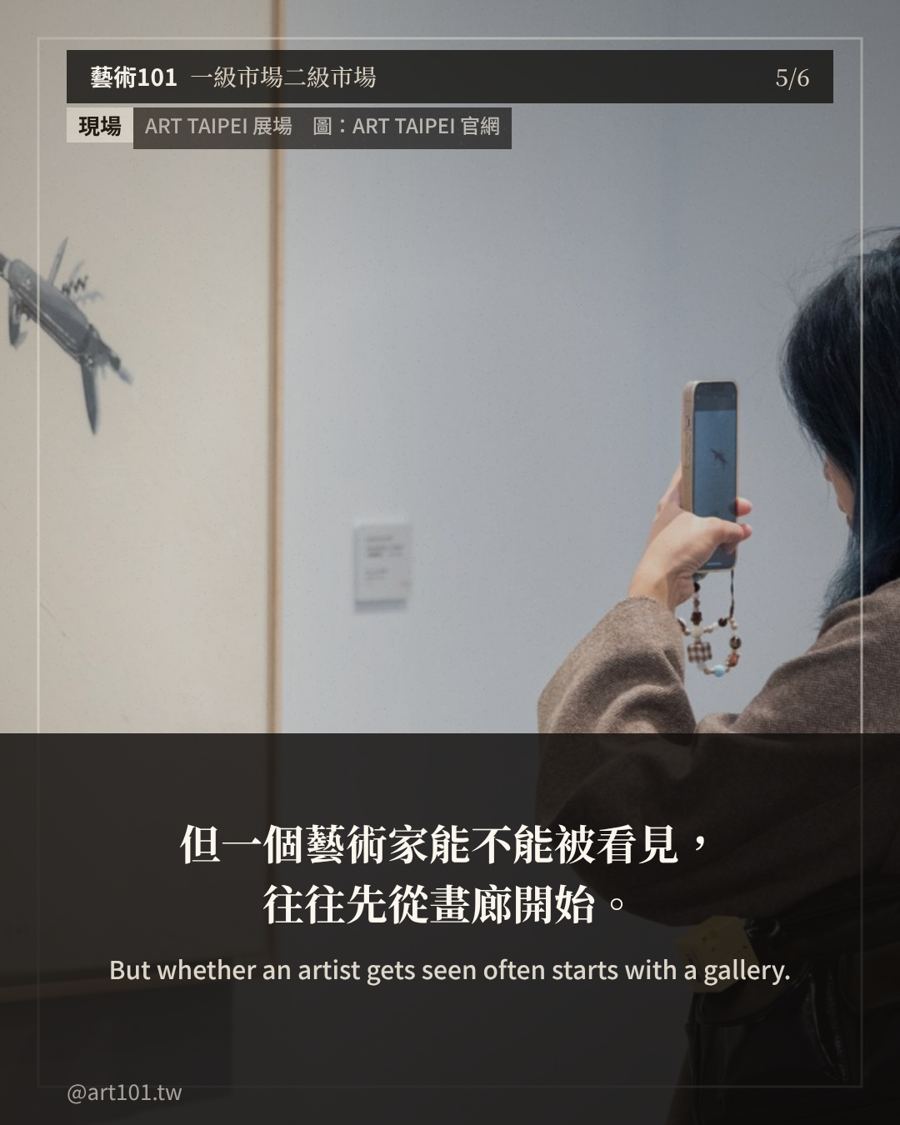 藝術101 一級市場二級市場 5/6
現場 ART TAIPEI 展場 圖：ART TAIPEI 官網
但一個藝術家能不能被看見，
往往先從畫廊開始。
But whether an artist gets seen often starts with a gallery.
@art101.tw